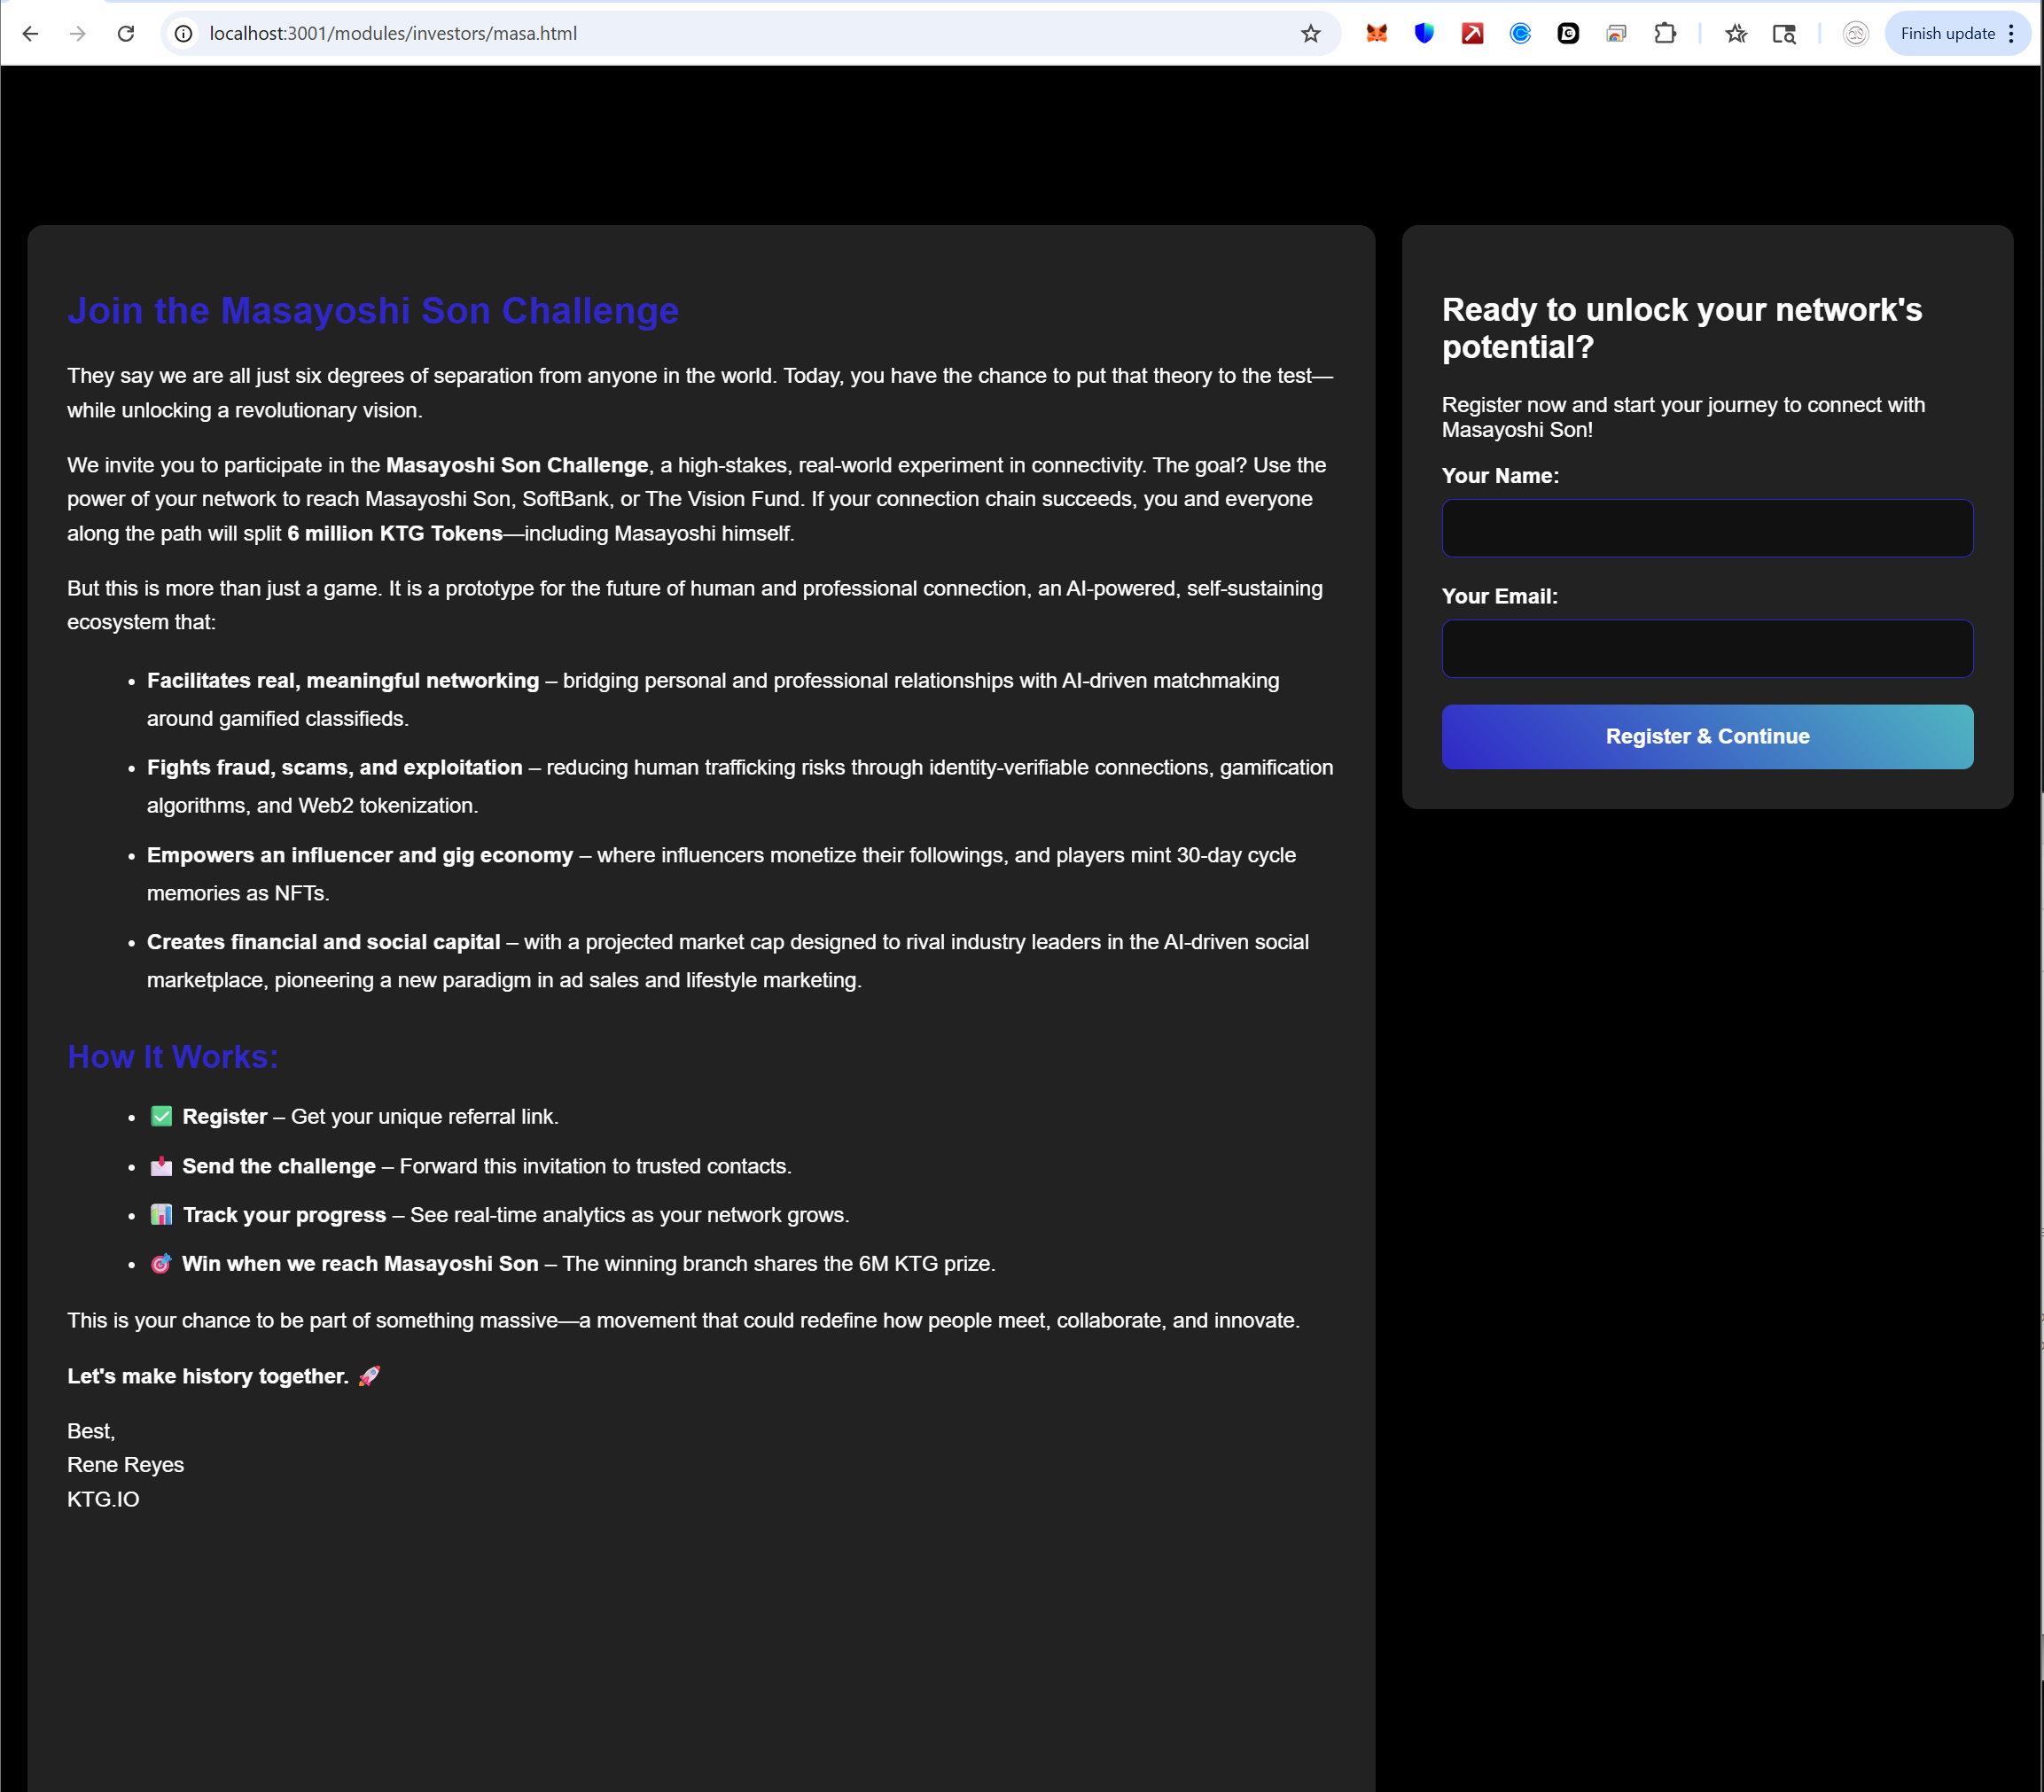 localhost:3001/modules/investors/masa.html
Finish update
Join the Masayoshi Son Challenge
They say we are all just six degrees of separation from anyone in the world. Today, you have the chance to put that theory to the test—
while unlocking a revolutionary vision.
We invite you to participate in the Masayoshi Son Challenge, a high-stakes, real-world experiment in connectivity. The goal? Use the
power of your network to reach Masayoshi Son, SoftBank, or The Vision Fund. If your connection chain succeeds, you and everyone
along the path will split 6 million KTG Tokens—including Masayoshi himself.
But this is more than just a game. It is a prototype for the future of human and professional connection, an AI-powered, self-sustaining
ecosystem that:
• Facilitates real, meaningful networking – bridging personal and professional relationships with AI-driven matchmaking
around gamified classifieds.
• Fights fraud, scams, and exploitation – reducing human trafficking risks through identity-verifiable connections, gamification
algorithms, and Web2 tokenization.
• Empowers an influencer and gig economy – where influencers monetize their followings, and players mint 30-day cycle
memories as NFTs.
• Creates financial and social capital – with a projected market cap designed to rival industry leaders in the AI-driven social
marketplace, pioneering a new paradigm in ad sales and lifestyle marketing.
How It Works:
• ✅ Register – Get your unique referral link.
• 📩 Send the challenge – Forward this invitation to trusted contacts.
• 📊 Track your progress – See real-time analytics as your network grows.
• 🎯 Win when we reach Masayoshi Son – The winning branch shares the 6M KTG prize.
This is your chance to be part of something massive—a movement that could redefine how people meet, collaborate, and innovate.
Let's make history together. 🚀
Best,
Rene Reyes
KTG.IO
Ready to unlock your network's
potential?
Register now and start your journey to connect with
Masayoshi Son!
Your Name:
Your Email:
Register & Continue